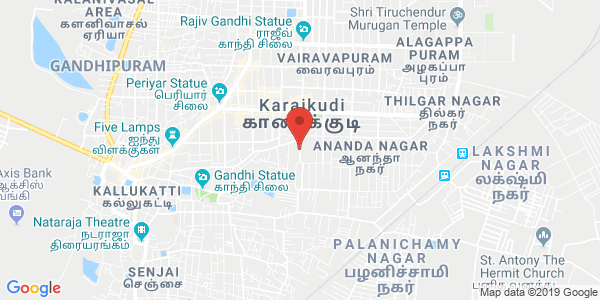 KALANIVASAL
AREA
களனிவாசல்
ஏரியா
Rajiv Gandhi Statue
ராஜீவ்
காந்தி சிலை
Shri Tiruchendur
Murugan Temple
VAIRAVAPURAM
வைரவபுரம்
ALAGAPPA
PURAM
அழகப்பா
புரம்
GANDHIPURAM
Periyar Statue
பெரியார்
சிலை
Karaikudi
THILGAR NAGAR
தில்கர்
நகர்
Five Lamps
ஐந்து
விளக்குகள்
ANANDA NAGAR
ஆனந்தா
நகர்
LAKSHMI
NAGAR
லக்ஷ்மி
நகர்
Axis Bank
ஆக்சிஸ்
KALLUKATTI
கல்லுகட்டி
Gandhi Statue
காந்தி சிலை
Nataraja Theatre
நடராஜா
திரையரங்கம்
PALANICHAMY
NAGAR
பழனிச்சாமி
நகர்
St. Antony The
Hermit Church
SENJAI
செஞ்சை
Google
Map data ©2019 Google